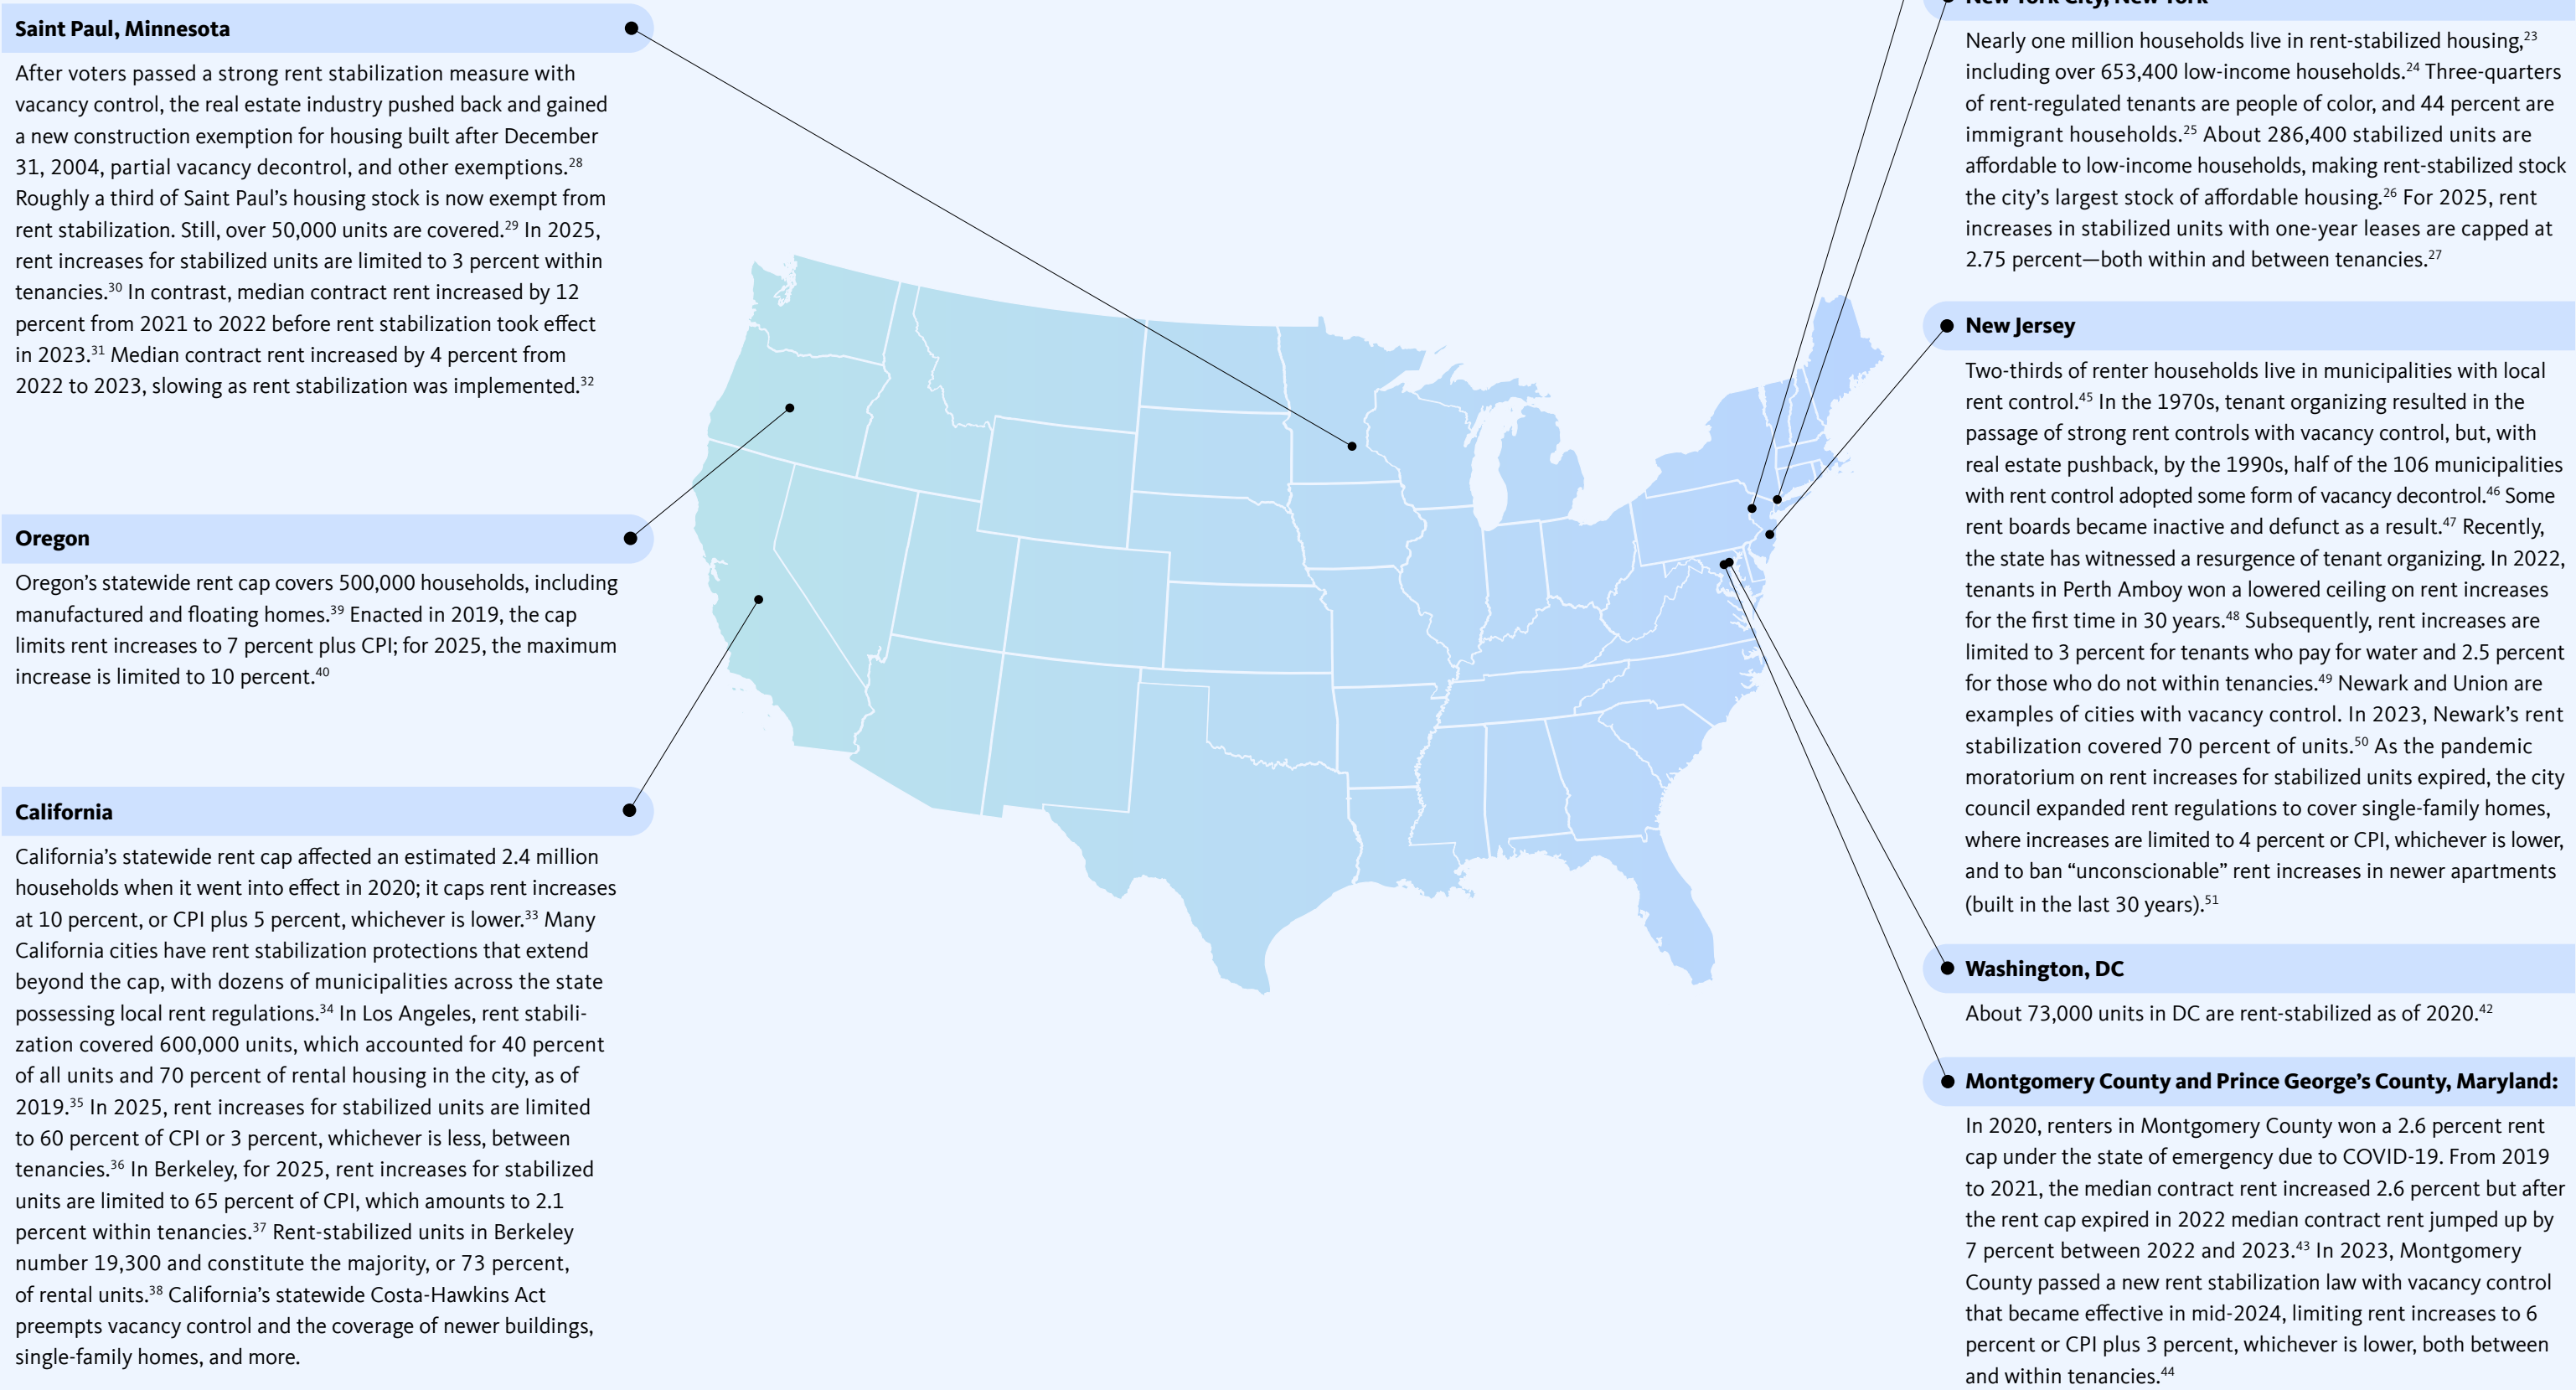 Saint Paul, Minnesota
After voters passed a strong rent stabilization measure with
vacancy control, the real estate industry pushed back and gained
a new construction exemption for housing built after December
31, 2004, partial vacancy decontrol, and other exemptions.28
Roughly a third of Saint Paul’s housing stock is now exempt from
rent stabilization. Still, over 50,000 units are covered.29 In 2025,
rent increases for stabilized units are limited to 3 percent within
tenancies.30 In contrast, median contract rent increased by 12
percent from 2021 to 2022 before rent stabilization took effect
in 2023.31 Median contract rent increased by 4 percent from
2022 to 2023, slowing as rent stabilization was implemented.32
Oregon
Oregon’s statewide rent cap covers 500,000 households, including
manufactured and floating homes.39 Enacted in 2019, the cap
limits rent increases to 7 percent plus CPI; for 2025, the maximum
increase is limited to 10 percent.40
California
California’s statewide rent cap affected an estimated 2.4 million
households when it went into effect in 2020; it caps rent increases
at 10 percent, or CPI plus 5 percent, whichever is lower.33 Many
California cities have rent stabilization protections that extend
beyond the cap, with dozens of municipalities across the state
possessing local rent regulations.34 In Los Angeles, rent stabili-
zation covered 600,000 units, which accounted for 40 percent
of all units and 70 percent of rental housing in the city, as of
2019.35 In 2025, rent increases for stabilized units are limited
to 60 percent of CPI or 3 percent, whichever is less, between
tenancies.36 In Berkeley, for 2025, rent increases for stabilized
units are limited to 65 percent of CPI, which amounts to 2.1
percent within tenancies.37 Rent-stabilized units in Berkeley
number 19,300 and constitute the majority, or 73 percent,
of rental units.38 California’s statewide Costa-Hawkins Act
preempts vacancy control and the coverage of newer buildings,
single-family homes, and more.
New York City, New York
Nearly one million households live in rent-stabilized housing,23
including over 653,400 low-income households.24 Three-quarters
of rent-regulated tenants are people of color, and 44 percent are
immigrant households.25 About 286,400 stabilized units are
affordable to low-income households, making rent-stabilized stock
the city’s largest stock of affordable housing.26 For 2025, rent
increases in stabilized units with one-year leases are capped at
2.75 percent—both within and between tenancies.27
New Jersey
Two-thirds of renter households live in municipalities with local
rent control.45 In the 1970s, tenant organizing resulted in the
passage of strong rent controls with vacancy control, but, with
real estate pushback, by the 1990s, half of the 106 municipalities
with rent control adopted some form of vacancy decontrol.46 Some
rent boards became inactive and defunct as a result.47 Recently,
the state has witnessed a resurgence of tenant organizing. In 2022,
tenants in Perth Amboy won a lowered ceiling on rent increases
for the first time in 30 years.48 Subsequently, rent increases are
limited to 3 percent for tenants who pay for water and 2.5 percent
for those who do not within tenancies.49 Newark and Union are
examples of cities with vacancy control. In 2023, Newark’s rent
stabilization covered 70 percent of units.50 As the pandemic
moratorium on rent increases for stabilized units expired, the city
council expanded rent regulations to cover single-family homes,
where increases are limited to 4 percent or CPI, whichever is lower,
and to ban “unconscionable” rent increases in newer apartments
(built in the last 30 years).51
Washington, DC
About 73,000 units in DC are rent-stabilized as of 2020.42
Montgomery County and Prince George’s County, Maryland:
In 2020, renters in Montgomery County won a 2.6 percent rent
cap under the state of emergency due to COVID-19. From 2019
to 2021, the median contract rent increased 2.6 percent but after
the rent cap expired in 2022 median contract rent jumped up by
7 percent between 2022 and 2023.43 In 2023, Montgomery
County passed a new rent stabilization law with vacancy control
that became effective in mid-2024, limiting rent increases to 6
percent or CPI plus 3 percent, whichever is lower, both between
and within tenancies.44